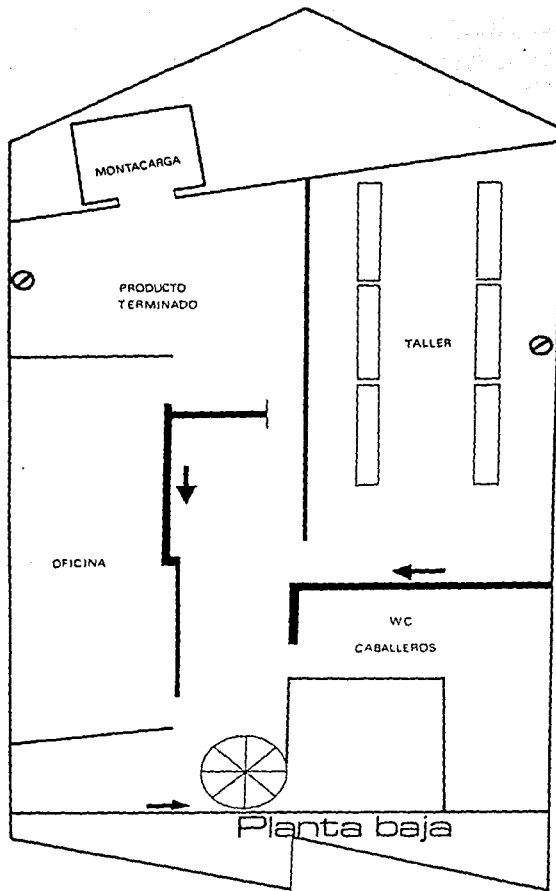 MONTACARGA
PRODUCTO
TERMINADO
TALLER
OFICINA
WC
CABALLEROS
Planta baja